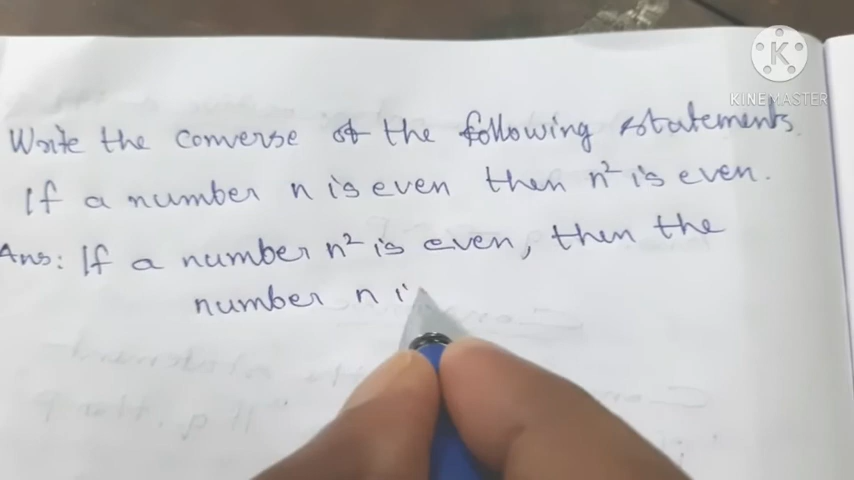 KINEMASTER
Write the converse of the following statements.
If a number n is even then n² is even.
Ans: If a number n² is even, then the
number n i